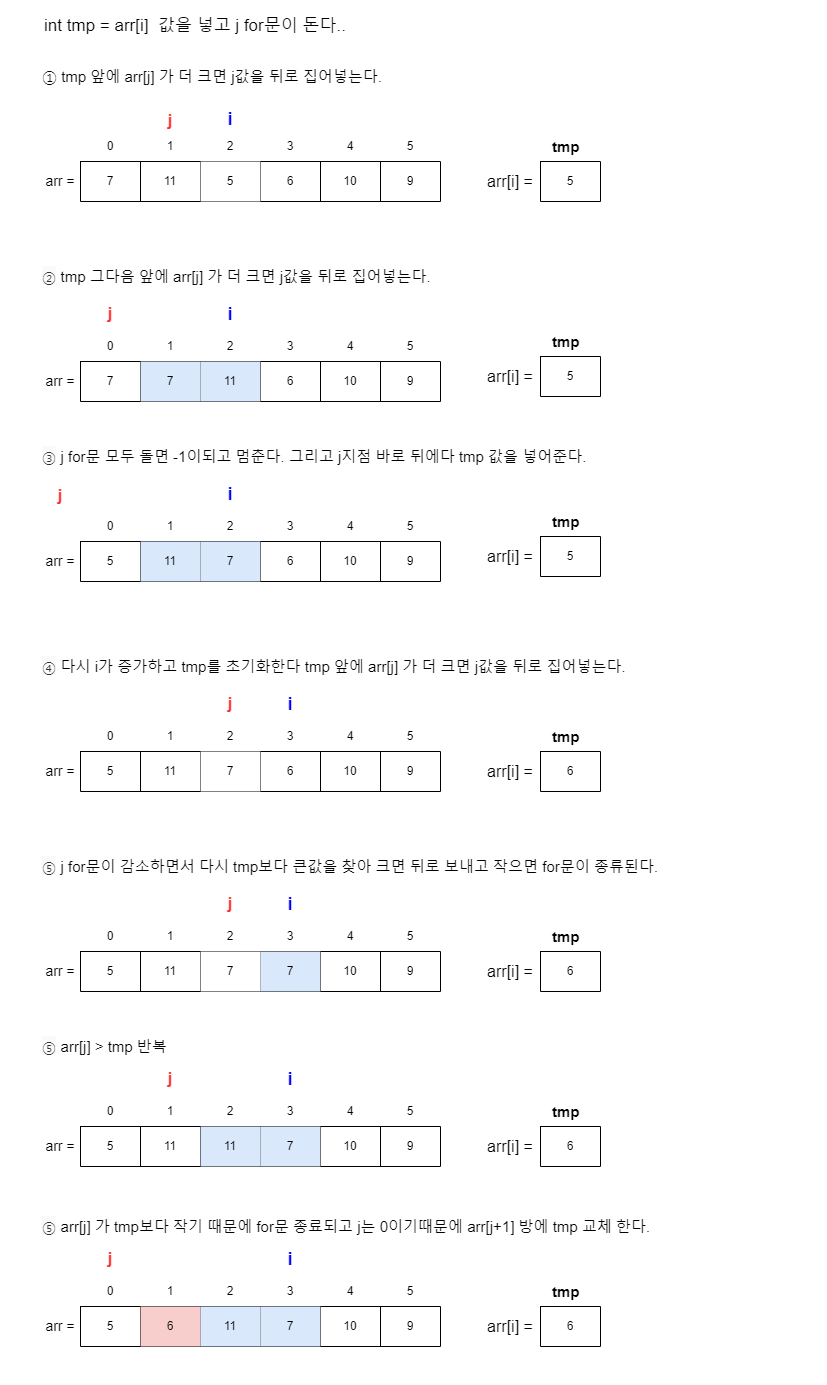 int tmp = arr[i]  값을 넣고 j for문이 돈다..
① tmp 앞에 arr[j] 가 더 크면 j값을 뒤로 집어넣는다.
j i
0 1 2 3 4 5 tmp
arr = 7 11 5 6 10 9 arr[i] = 5
② tmp 그다음 앞에 arr[j] 가 더 크면 j값을 뒤로 집어넣는다.
j i
0 1 2 3 4 5 tmp
arr = 7 7 11 6 10 9 arr[i] = 5
③ j for문 모두 돌면 -1이되고 멈춘다. 그리고 j지점 바로 뒤에다 tmp 값을 넣어준다.
j i
0 1 2 3 4 5 tmp
arr = 5 11 7 6 10 9 arr[i] = 5
④ 다시 i가 증가하고 tmp를 초기화한다 tmp 앞에 arr[j] 가 더 크면 j값을 뒤로 집어넣는다.
j i
0 1 2 3 4 5 tmp
arr = 5 11 7 6 10 9 arr[i] = 6
⑤ j for문이 감소하면서 다시 tmp보다 큰값을 찾아 크면 뒤로 보내고 작으면 for문이 종류된다.
j i
0 1 2 3 4 5 tmp
arr = 5 11 7 7 10 9 arr[i] = 6
⑤ arr[j] > tmp 반복
j i
0 1 2 3 4 5 tmp
arr = 5 11 11 7 10 9 arr[i] = 6
⑤ arr[j] 가 tmp보다 작기 때문에 for문 종료되고 j는 0이기때문에 arr[j+1] 방에 tmp 교체 한다.
j i
0 1 2 3 4 5 tmp
arr = 5 6 11 7 10 9 arr[i] = 6